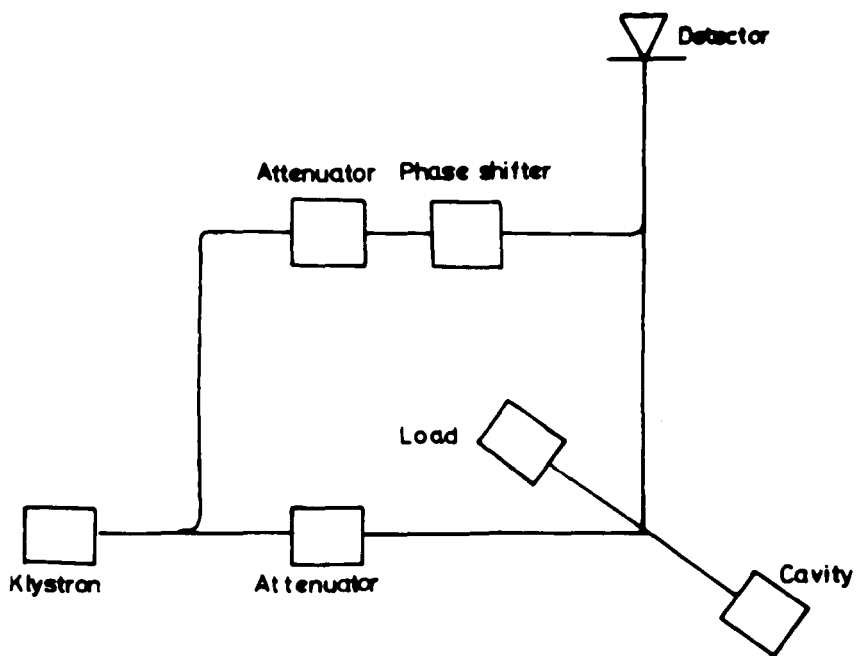 Detector
Attenuator Phase shifter
Load
Klystron
Attenuator
Cavity